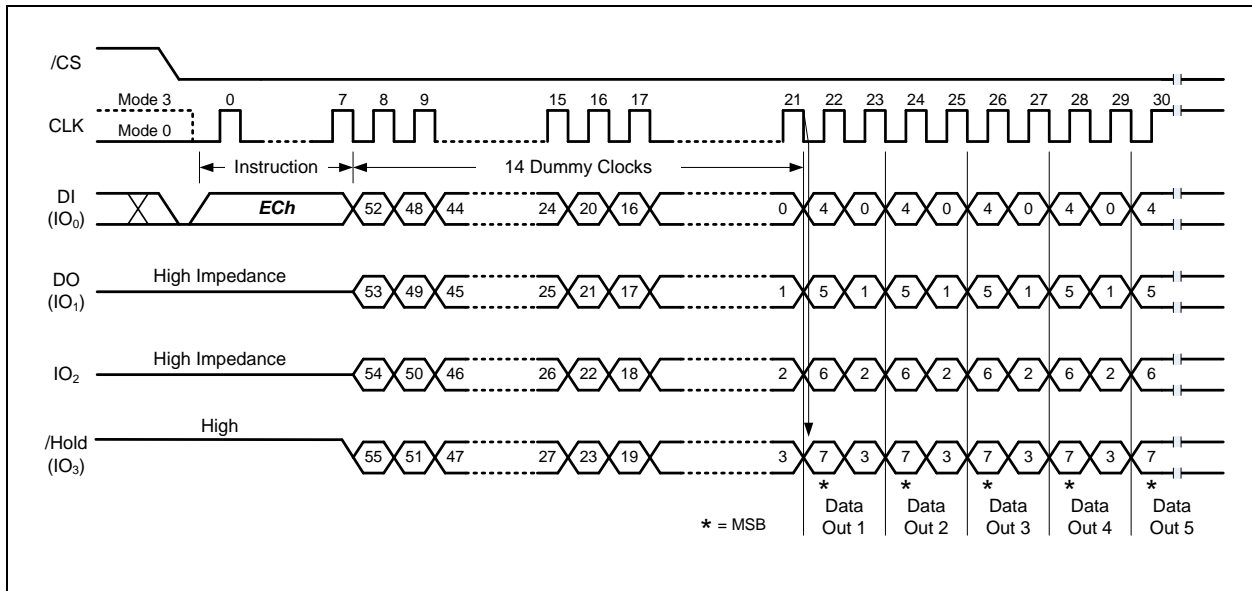 /CS
Mode 3 0 7 8 9 15 16 17 21 22 23 24 25 26 27 28 29 30
CLK
Mode 0
Instruction 14 Dummy Clocks
DI
(IO0) ECh 52 48 44 24 20 16 0 4 0 4 0 4 0 4 0 4
High Impedance
DO
(IO1) 53 49 45 25 21 17 1 5 1 5 1 5 1 5 1 5
High Impedance
IO2 54 50 46 26 22 18 2 6 2 6 2 6 2 6 2 6
High
/Hold
(IO3) 55 51 47 27 23 19 3 7 3 7 3 7 3 7 3 7
* * * * *
* = MSB
Data Out 1
Data Out 2
Data Out 3
Data Out 4
Data Out 5